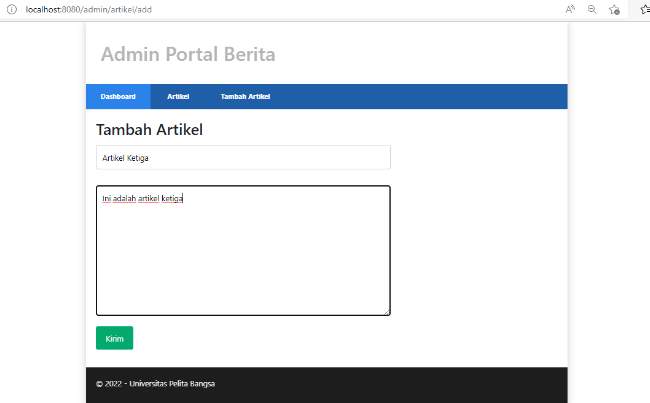 localhost:8080/admin/artikel/add
Admin Portal Berita
Dashboard Artikel Tambah Artikel
Tambah Artikel
Artikel Ketiga
Ini adalah artikel ketiga
Kirim
© 2022 - Universitas Pelita Bangsa